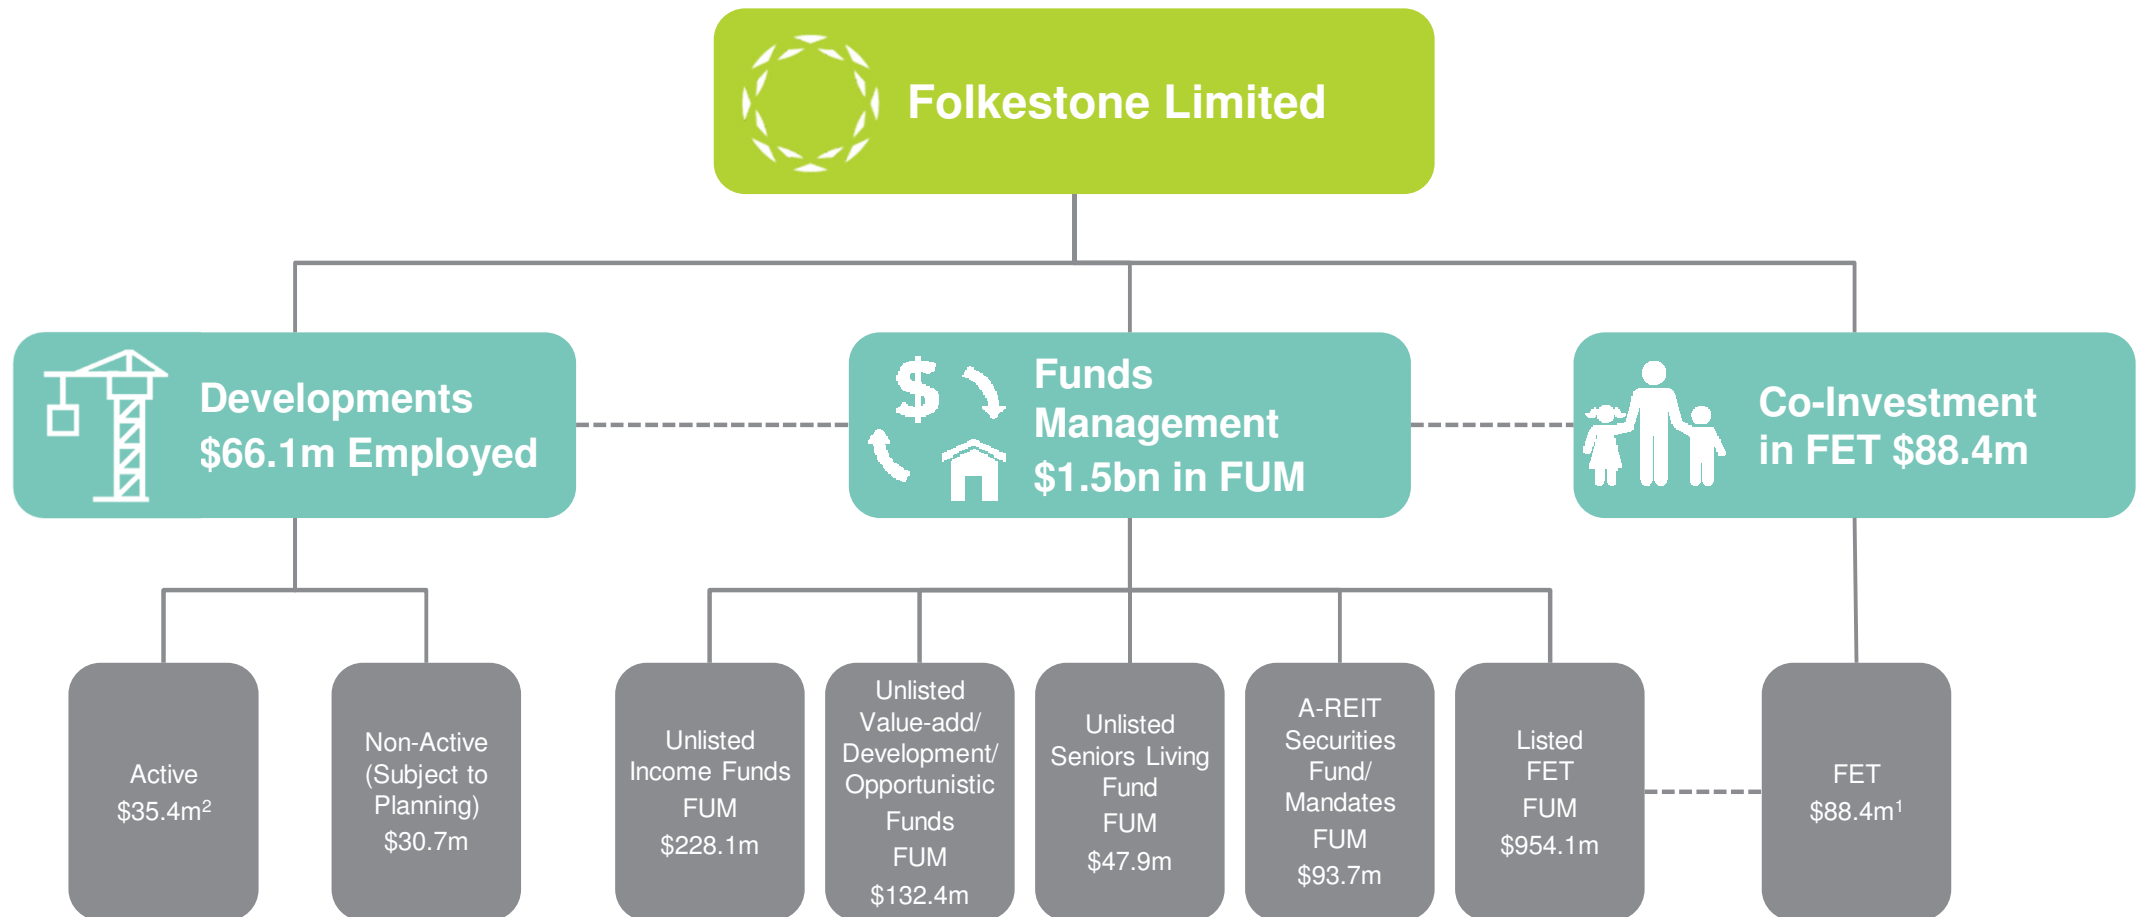 Folkestone Limited
Developments
$66.1m Employed
Funds
Management
$1.5bn in FUM
Co-Investment
in FET $88.4m
Active
$35.4m²
Non-Active
(Subject to
Planning)
$30.7m
Unlisted
Income Funds
FUM
$228.1m
Unlisted
Value-add/
Development/
Opportunistic
Funds
FUM
$132.4m
Unlisted
Seniors Living
Fund
FUM
$47.9m
A-REIT
Securities
Fund/
Mandates
FUM
$93.7m
Listed
FET
FUM
$954.1m
FET
$88.4m¹